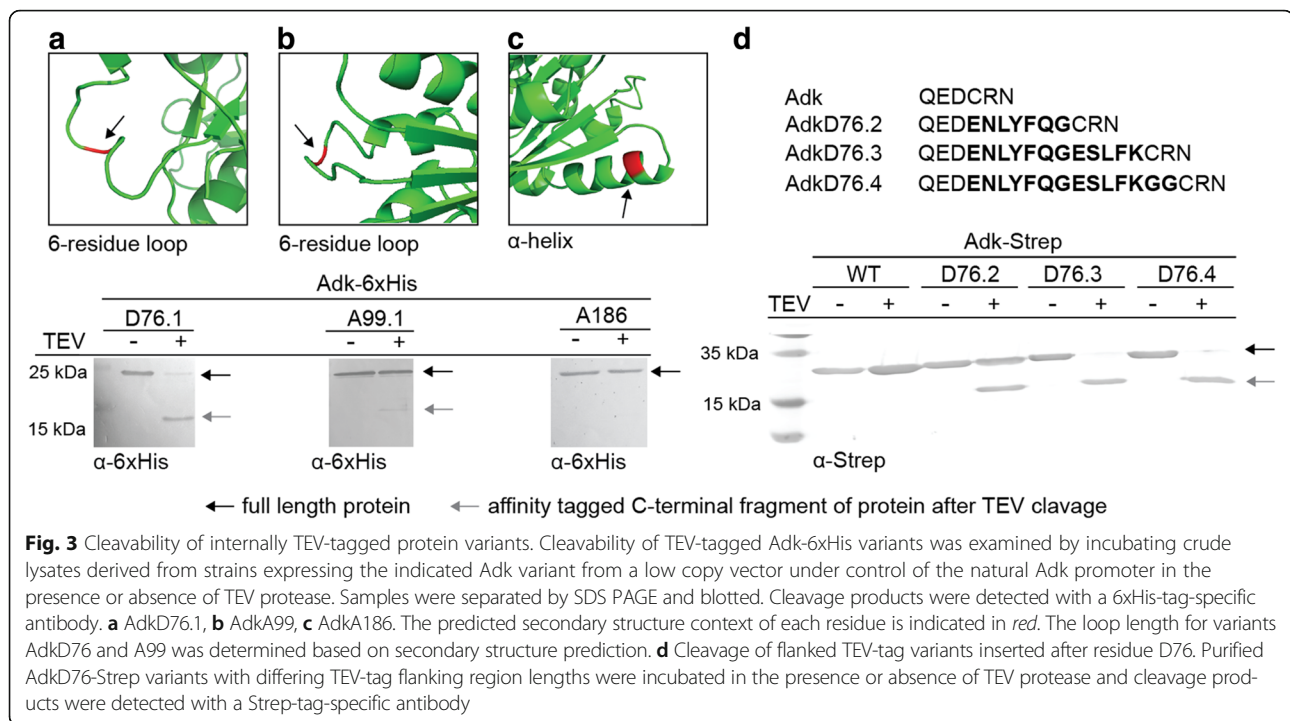 a b c d
6-residue loop 6-residue loop α-helix
Adk QEDCRN
AdkD76.2 QEDENLYFQGCRN
AdkD76.3 QEDENLYFQGESLFKCRN
AdkD76.4 QEDENLYFQGESLFKGGCRN
Adk-6xHis
D76.1 A99.1 A186
TEV - + - + - +
25 kDa
15 kDa
α-6xHis α-6xHis α-6xHis
Adk-Strep
WT D76.2 D76.3 D76.4
TEV - + - + - + - +
35 kDa
15 kDa
α-Strep
← full length protein ← affinity tagged C-terminal fragment of protein after TEV clavage
Fig. 3 Cleavability of internally TEV-tagged protein variants. Cleavability of TEV-tagged Adk-6xHis variants was examined by incubating crude
lysates derived from strains expressing the indicated Adk variant from a low copy vector under control of the natural Adk promoter in the
presence or absence of TEV protease. Samples were separated by SDS PAGE and blotted. Cleavage products were detected with a 6xHis-tag-specific
antibody. a AdkD76.1, b AdkA99, c AdkA186. The predicted secondary structure context of each residue is indicated in red. The loop length for variants
AdkD76 and A99 was determined based on secondary structure prediction. d Cleavage of flanked TEV-tag variants inserted after residue D76. Purified
AdkD76-Strep variants with differing TEV-tag flanking region lengths were incubated in the presence or absence of TEV protease and cleavage prod-
ucts were detected with a Strep-tag-specific antibody